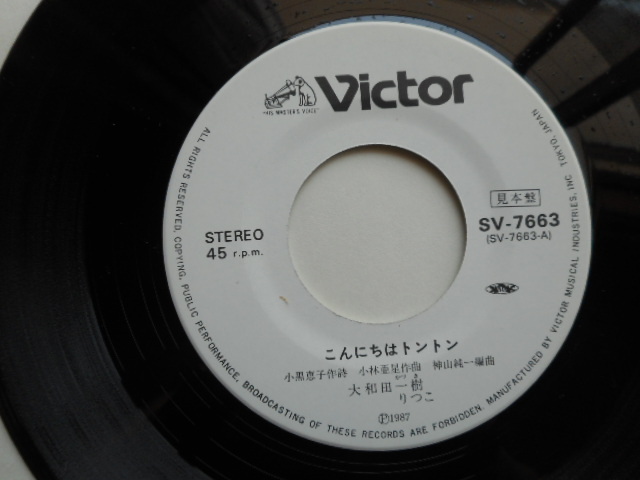 "HIS MASTER'S VOICE"
Victor
見本盤
SV-7663
(SV-7663-A)
STEREO
45 r.p.m.
こんにちはトントン
小黒恵子作詩 小林亜星作曲 神山純一編曲
かず き
大和田一樹
りつこ
Ⓟ1987
ALL RIGHTS RESERVED, COPYING, PUBLIC PERFORMANCE, BROADCASTING OF THESE RECORDS ARE FORBIDDEN. MANUFACTURED BY VICTOR MUSICAL INDUSTRIES, INC. TOKYO, JAPAN